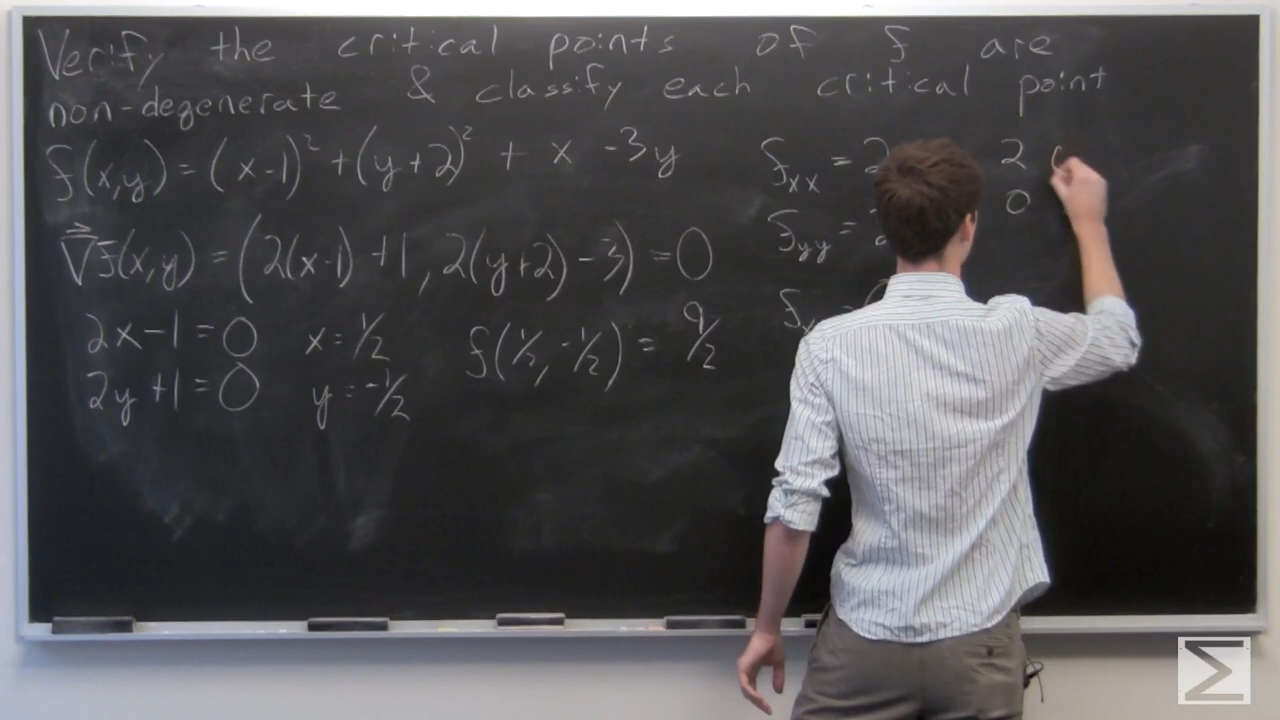 Verify the critical points of f are
non-degenerate & classify each critical point
f(x,y) = (x-1)² + (y+2)² + x - 3y
∇⃗f(x,y) = (2(x-1) + 1, 2(y+2) - 3) = 0
2x - 1 = 0 x = 1/2 f(1/2, -1/2) = 9/2
2y + 1 = 0 y = -1/2
f_xx = 2
f_yy = 2
2
0
Σ